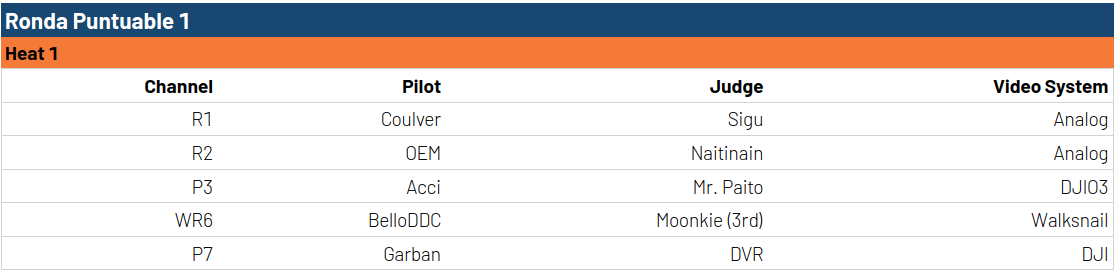 Ronda Puntuable 1
Heat 1
Channel Pilot Judge Video System
R1 Coulver Sigu Analog
R2 OEM Naitinain Analog
P3 Acci Mr. Paito DJIO3
WR6 BelloDDC Moonkie (3rd) Walksnail
P7 Garban DVR DJI